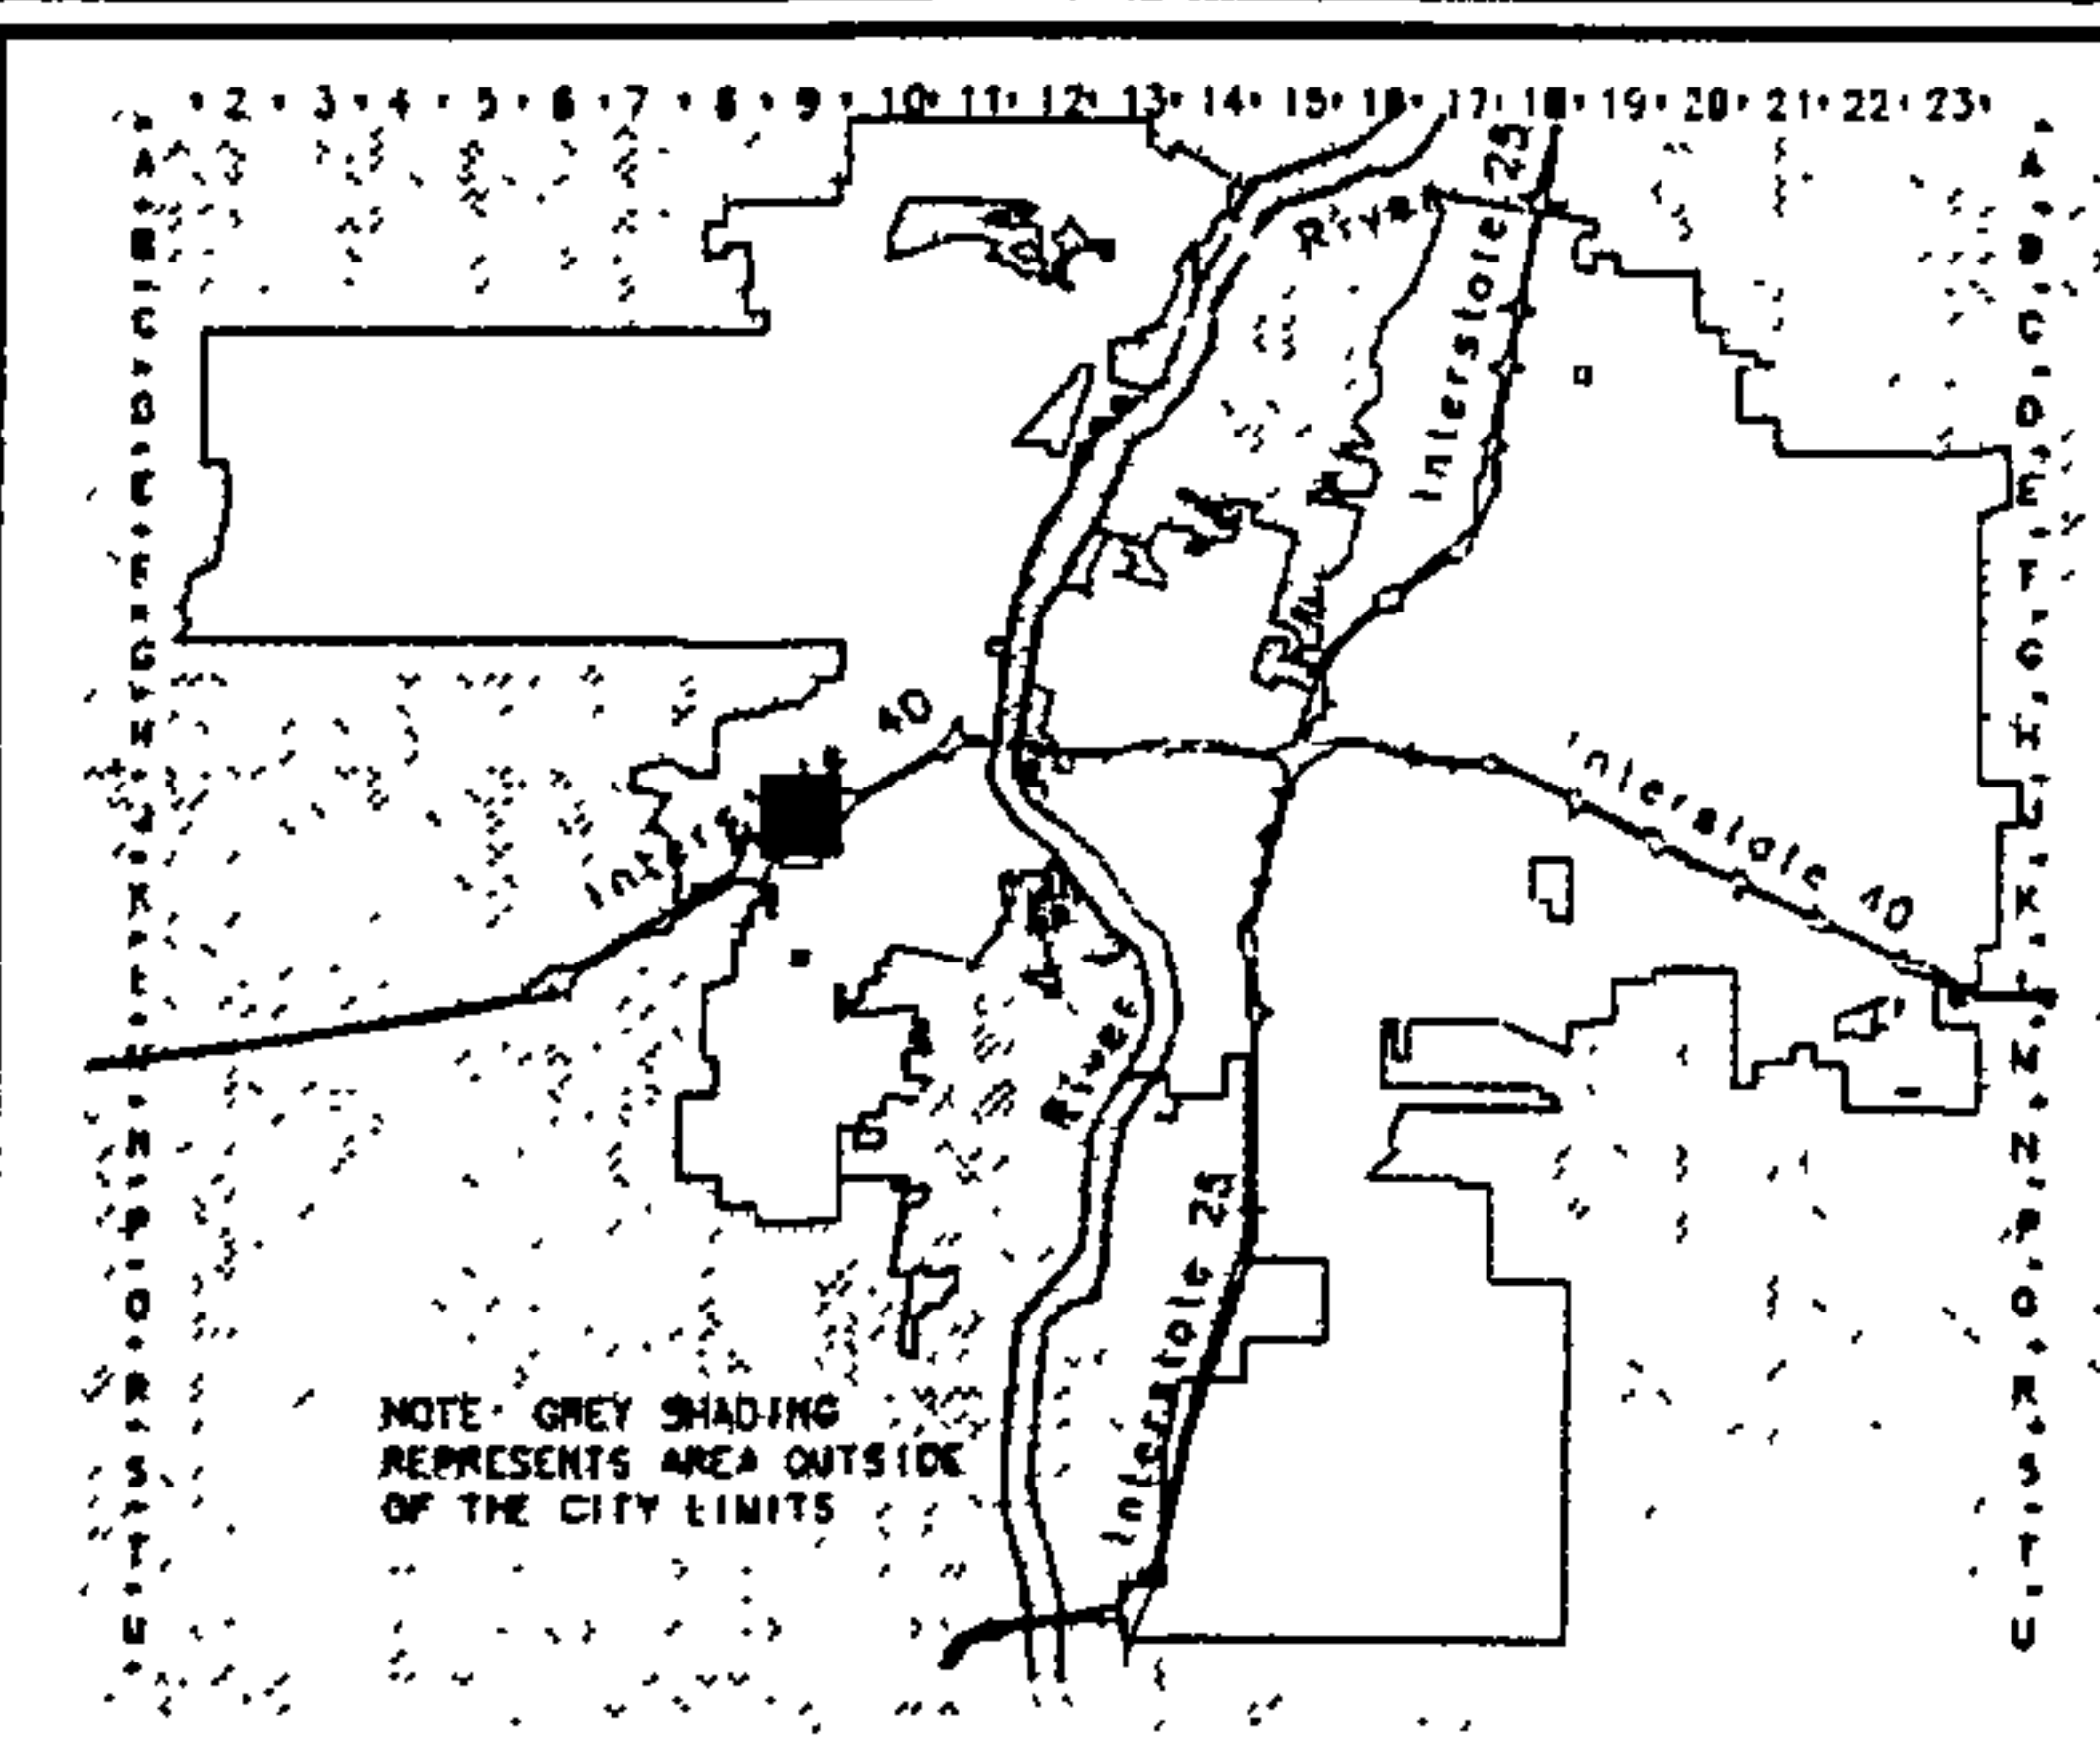 2 3 4 5 6 7 8 9 10 11 12 13 14 15 16 17 18 19 20 21 22 23
A
B
C
D
E
F
G
H
J
K
L
M
N
P
O
R
S
T
U
A
B
C
D
E
F
G
H
J
K
L
M
N
P
O
R
S
T
U
River
Interstate 25
40
Interstate 40
River
Interstate 25
NOTE: GREY SHADING
REPRESENTS AREA OUTSIDE
OF THE CITY LIMITS